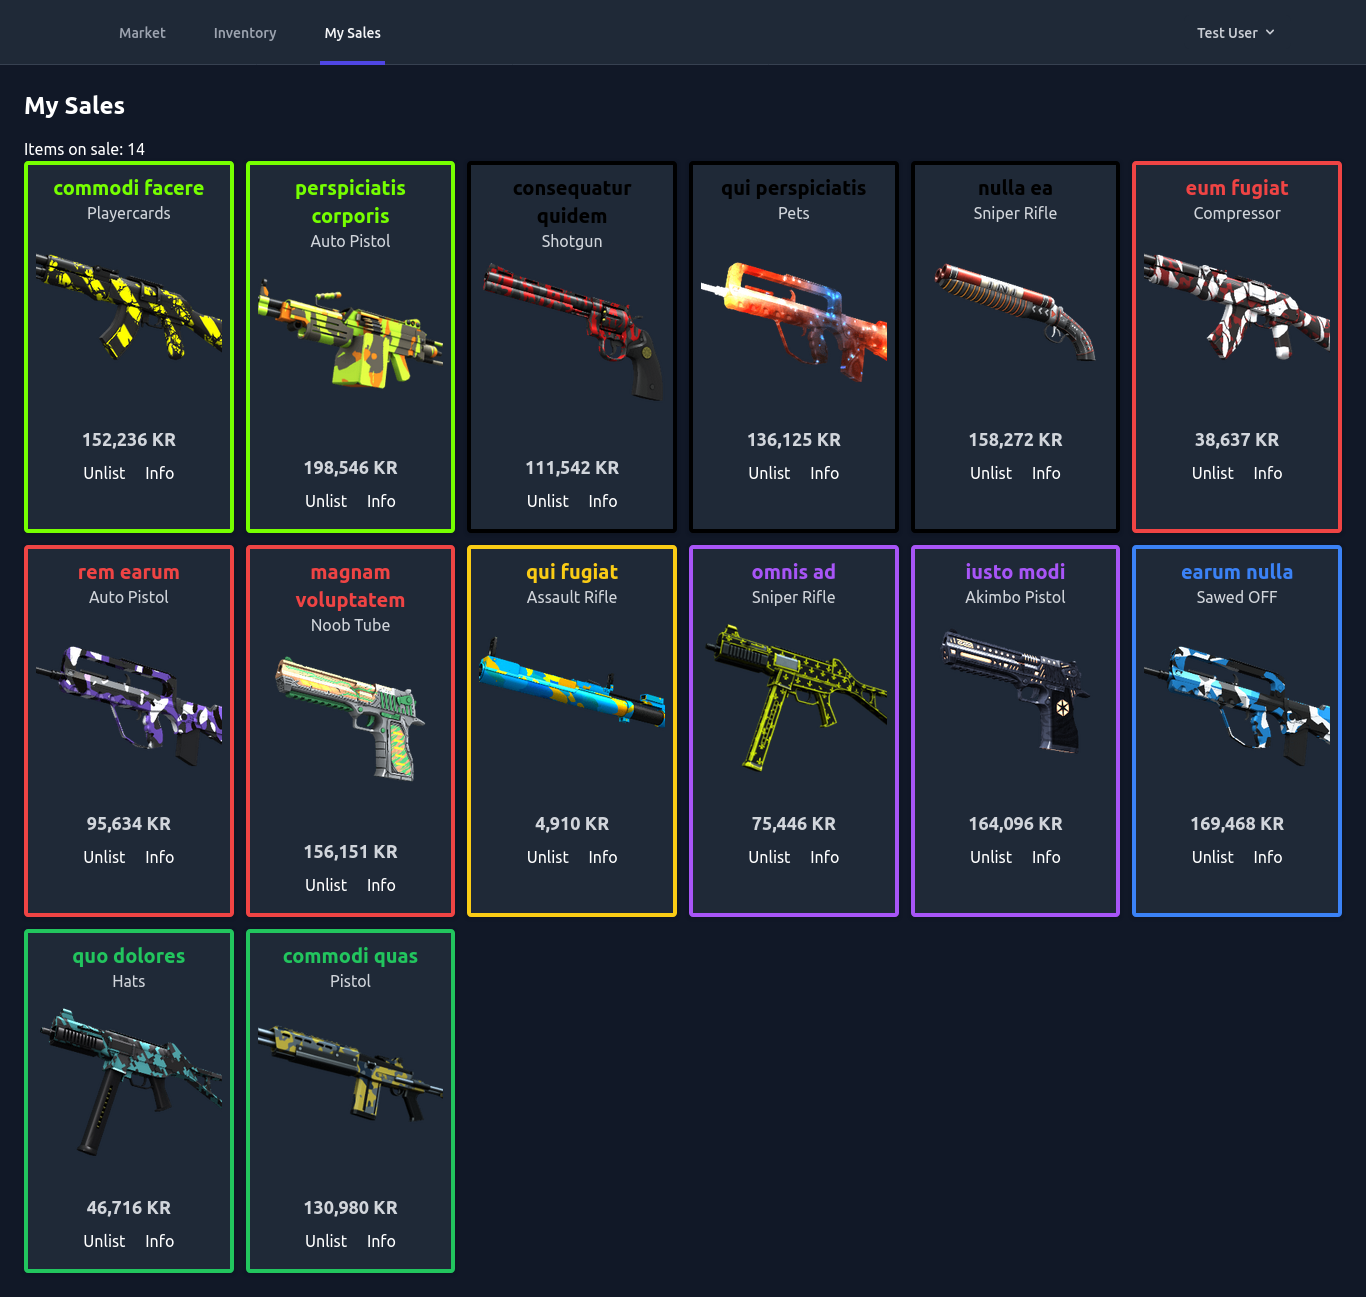 Market
Inventory
My Sales
Test User
My Sales
Items on sale: 14
commodi facere
Playercards
152,236 KR
Unlist Info
perspiciatis
corporis
Auto Pistol
198,546 KR
Unlist Info
consequatur
quidem
Shotgun
111,542 KR
Unlist Info
qui perspiciatis
Pets
136,125 KR
Unlist Info
nulla ea
Sniper Rifle
158,272 KR
Unlist Info
eum fugiat
Compressor
38,637 KR
Unlist Info
rem earum
Auto Pistol
95,634 KR
Unlist Info
magnam
voluptatem
Noob Tube
156,151 KR
Unlist Info
qui fugiat
Assault Rifle
4,910 KR
Unlist Info
omnis ad
Sniper Rifle
75,446 KR
Unlist Info
iusto modi
Akimbo Pistol
164,096 KR
Unlist Info
earum nulla
Sawed OFF
169,468 KR
Unlist Info
quo dolores
Hats
46,716 KR
Unlist Info
commodi quas
Pistol
130,980 KR
Unlist Info